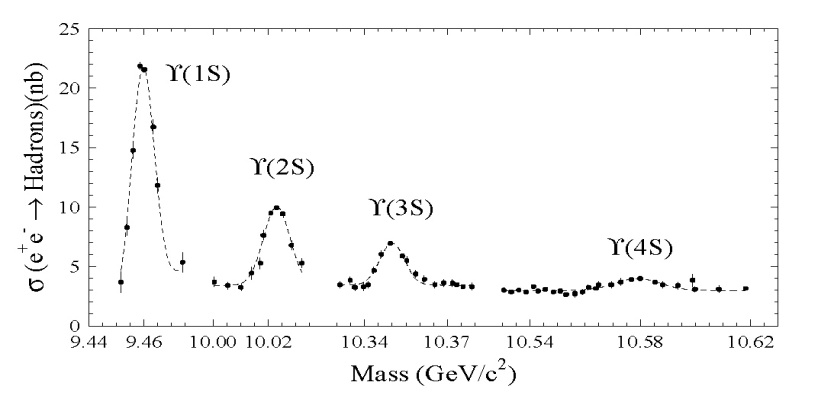 25
20
15
10
5
0
σ (e⁺e⁻ → Hadrons)(nb)
ϒ(1S)
ϒ(2S)
ϒ(3S)
ϒ(4S)
9.44 9.46 10.00 10.02 10.34 10.37 10.54 10.58 10.62
Mass (GeV/c²)